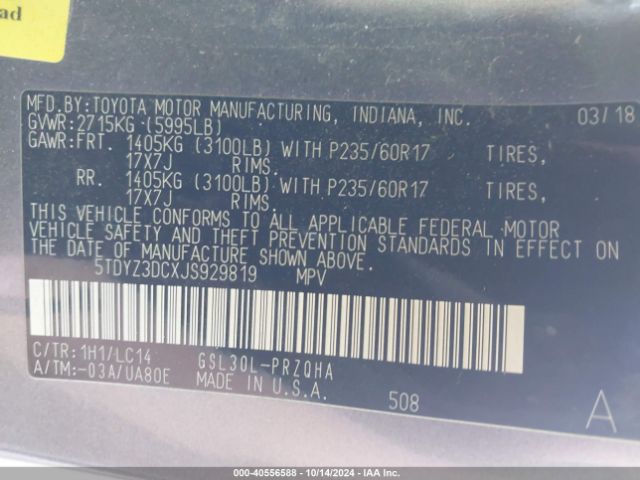 ad
MFD.BY:TOYOTA MOTOR MANUFACTURING, INDIANA, INC. 03/18
GVWR:2715KG (5995LB)
GAWR:FRT. 1405KG (3100LB) WITH P235/60R17 TIRES,
17X7J RIMS.
RR. 1405KG (3100LB) WITH P235/60R17 TIRES,
17X7J RIMS.
THIS VEHICLE CONFORMS TO ALL APPLICABLE FEDERAL MOTOR
VEHICLE SAFETY AND THEFT PREVENTION STANDARDS IN EFFECT ON
THE DATE OF MANUFACTURE SHOWN ABOVE.
5TDYZ3DCXJS929819 MPV
C/TR:1H1/LC14 GSL30L-PRZQHA
A/TM:-03A/UA80E MADE IN U.S.A. 508 A
000-40556588 - 10/14/2024 - IAAI.COM